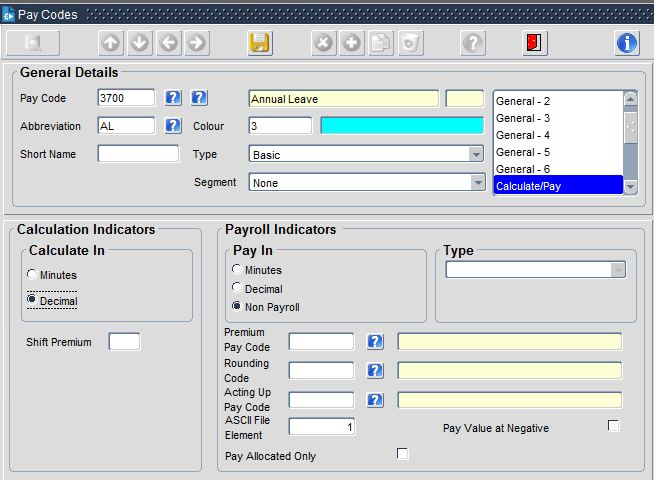 Pay Codes
General Details
Pay Code 3700 Annual Leave
Abbreviation AL Colour 3
Short Name Type Basic
Segment None
General - 2
General - 3
General - 4
General - 5
General - 6
Calculate/Pay
Calculation Indicators
Calculate In
Minutes
Decimal
Shift Premium
Payroll Indicators
Pay In
Minutes
Decimal
Non Payroll
Type
Premium
Pay Code
Rounding
Code
Acting Up
Pay Code
ASCII File
Element 1
Pay Value at Negative
Pay Allocated Only